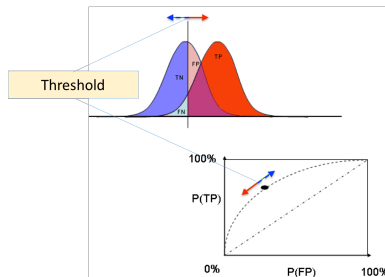 Threshold
TN
FP
TP
FN
100%
P(TP)
0%
P(FP)
100%